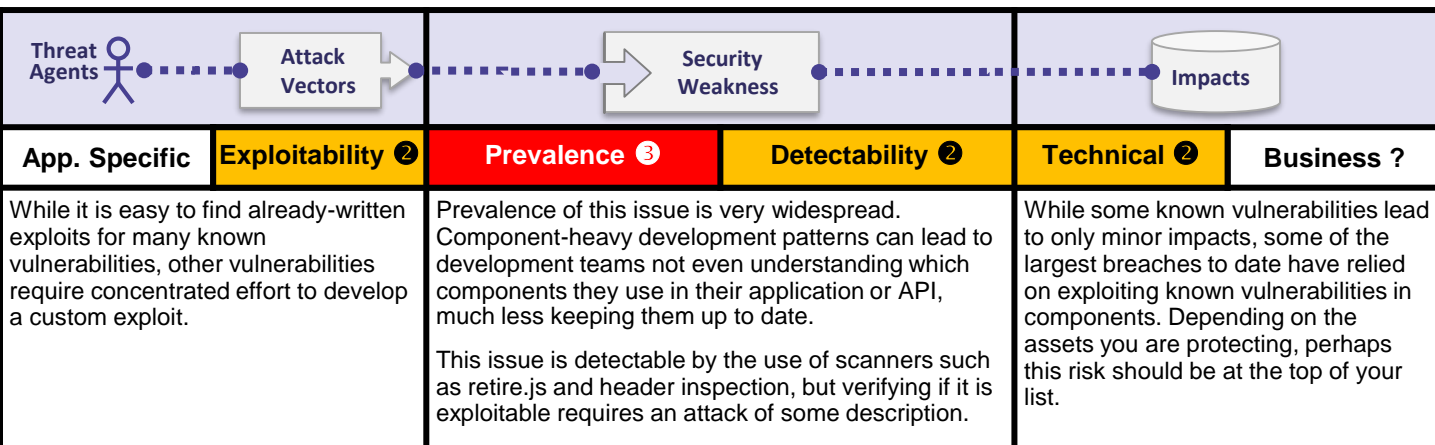 Threat
Agents
Attack
Vectors
Security
Weakness
Impacts
App. Specific
Exploitability ❷
Prevalence ❸
Detectability ❷
Technical ❷
Business ?
While it is easy to find already-written
exploits for many known
vulnerabilities, other vulnerabilities
require concentrated effort to develop
a custom exploit.
Prevalence of this issue is very widespread.
Component-heavy development patterns can lead to
development teams not even understanding which
components they use in their application or API,
much less keeping them up to date.
This issue is detectable by the use of scanners such
as retire.js and header inspection, but verifying if it is
exploitable requires an attack of some description.
While some known vulnerabilities lead
to only minor impacts, some of the
largest breaches to date have relied
on exploiting known vulnerabilities in
components. Depending on the
assets you are protecting, perhaps
this risk should be at the top of your
list.